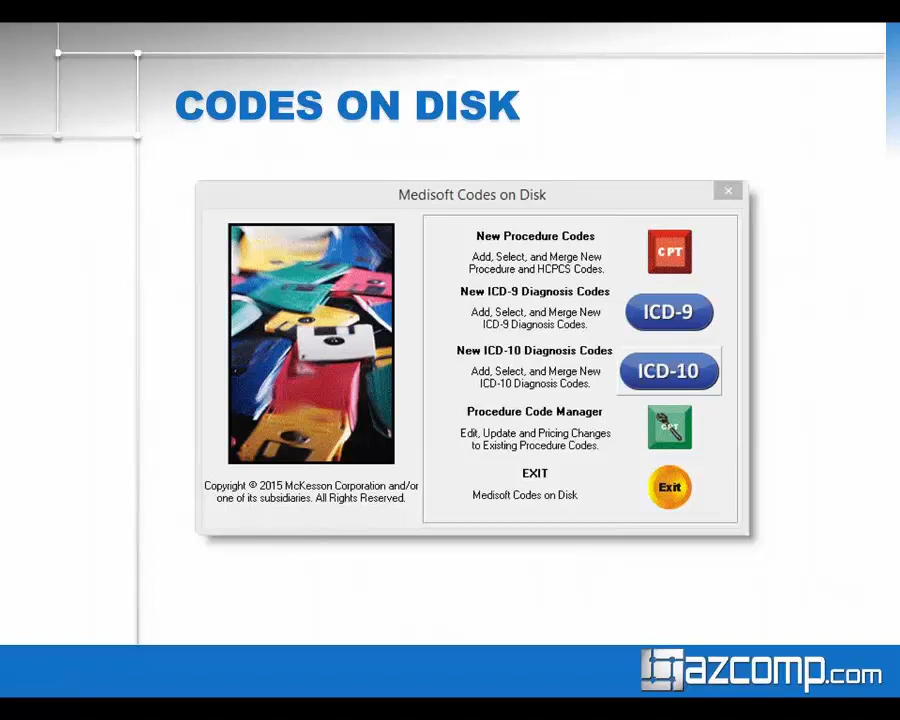 CODES ON DISK
Medisoft Codes on Disk
New Procedure Codes
Add, Select, and Merge New
Procedure and HCPCS Codes.
CPT
New ICD-9 Diagnosis Codes
Add, Select, and Merge New
ICD-9 Diagnosis Codes.
ICD-9
New ICD-10 Diagnosis Codes
Add, Select, and Merge New
ICD-10 Diagnosis Codes.
ICD-10
Procedure Code Manager
Edit, Update and Pricing Changes
to Existing Procedure Codes.
CPT
EXIT
Medisoft Codes on Disk
Exit
Copyright © 2015 McKesson Corporation and/or
one of its subsidiaries. All Rights Reserved.
azcomp.com